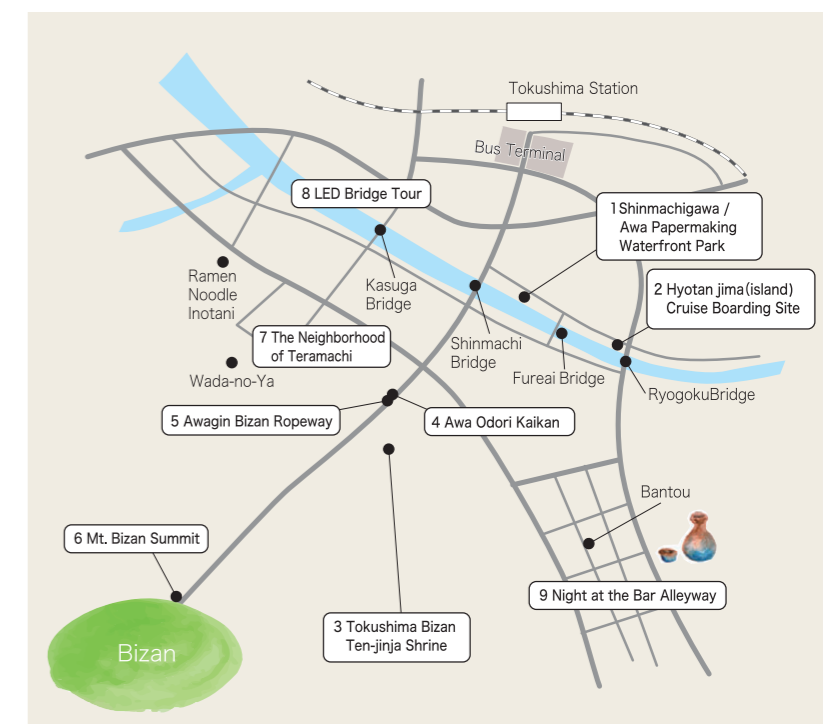 Tokushima Station
Bus Terminal
8 LED Bridge Tour
1 Shinmachigawa /
Awa Papermaking
Waterfront Park
Ramen
Noodle
Inotani
Kasuga
Bridge
2 Hyotan jima(island)
Cruise Boarding Site
7 The Neighborhood
of Teramachi
Shinmachi
Bridge
Fureai Bridge
RyogokuBridge
Wada-no-Ya
5 Awagin Bizan Ropeway
4 Awa Odori Kaikan
Bantou
6 Mt. Bizan Summit
9 Night at the Bar Alleyway
3 Tokushima Bizan
Ten-jinja Shrine
Bizan